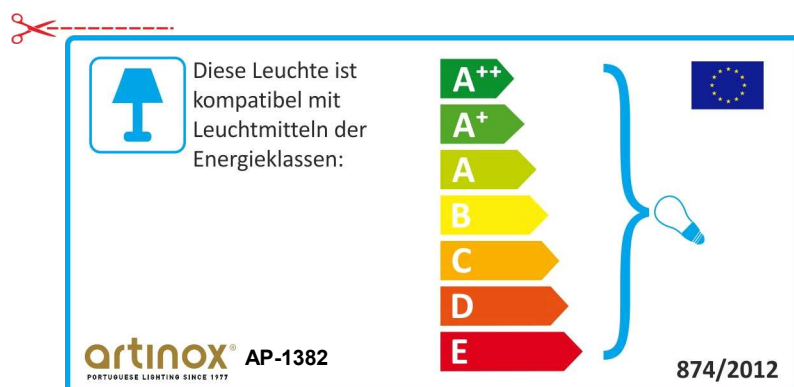 Diese Leuchte ist
kompatibel mit
Leuchtmitteln der
Energieklassen:
A++
A+
A
B
C
D
E
artinox® AP-1382
PORTUGUESE LIGHTING SINCE 1977
874/2012